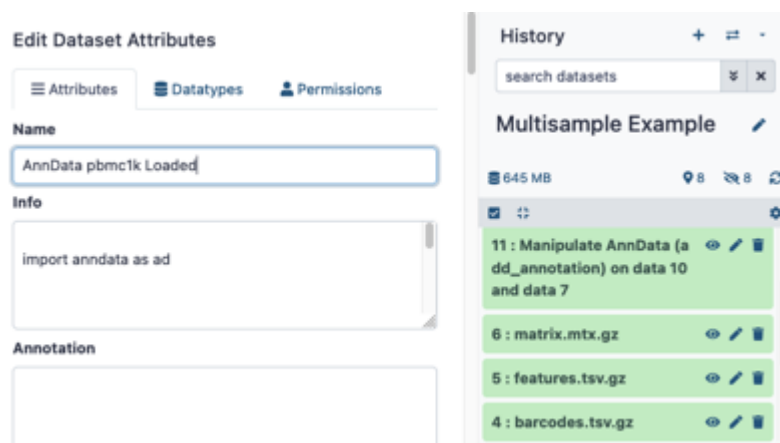 Edit Dataset Attributes
Attributes
Datatypes
Permissions
Name
AnnData pbmc1k Loaded
Info
import anndata as ad
Annotation
History
search datasets
Multisample Example
645 MB
8
8
11 : Manipulate AnnData (a
dd_annotation) on data 10
and data 7
6 : matrix.mtx.gz
5 : features.tsv.gz
4 : barcodes.tsv.gz